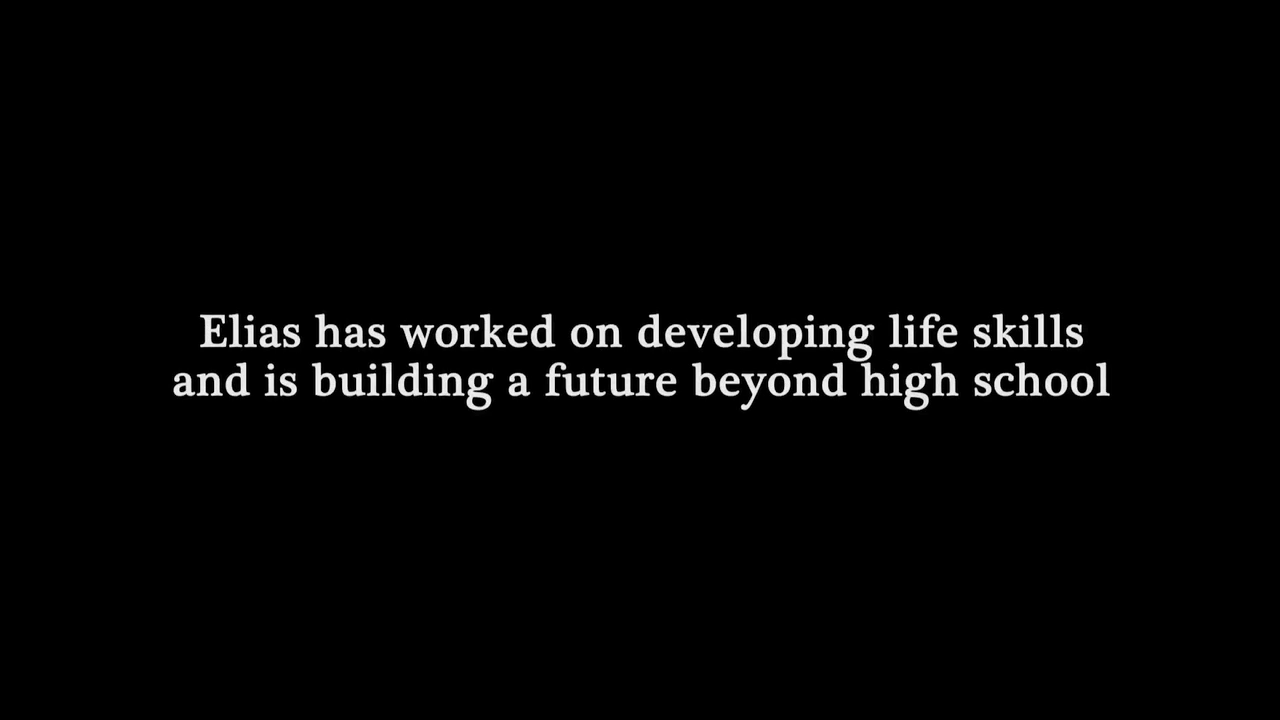 Elias has worked on developing life skills
and is building a future beyond high school